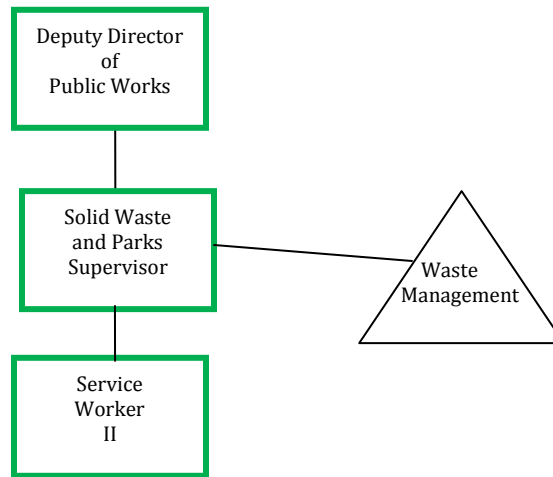 Deputy Director
of
Public Works
Solid Waste
and Parks
Supervisor
Waste
Management
Service
Worker
II